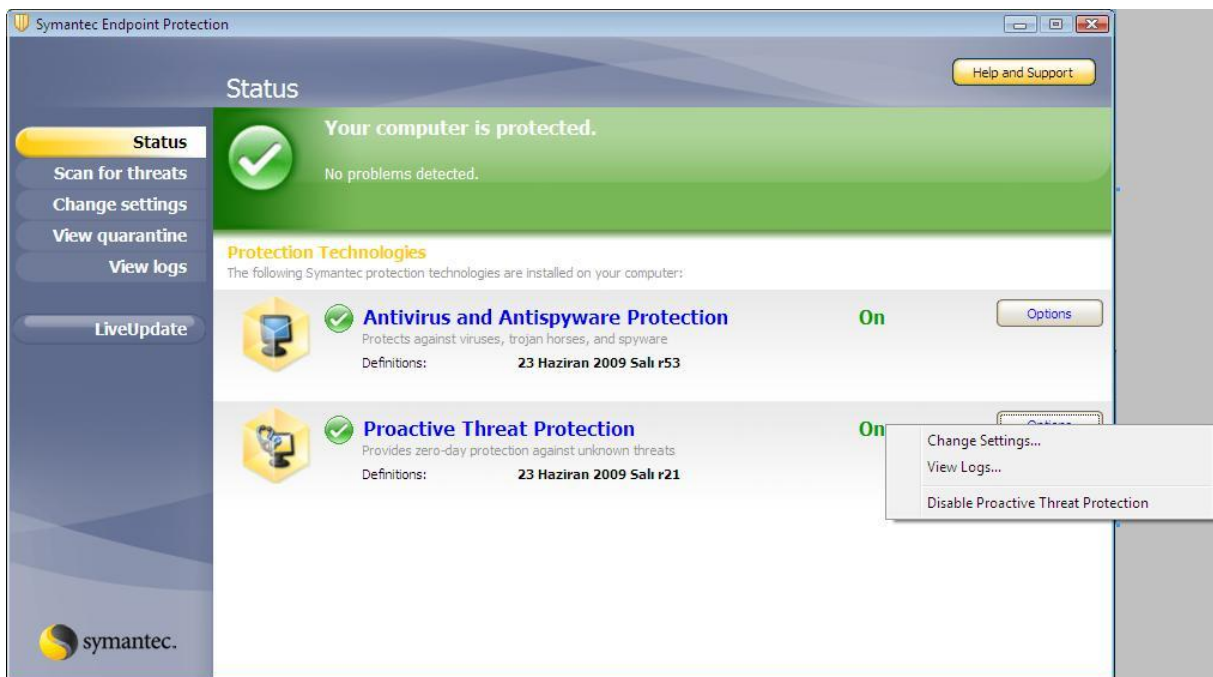 Symantec Endpoint Protection
Status
Help and Support
Status
Scan for threats
Change settings
View quarantine
View logs
LiveUpdate
Your computer is protected.
No problems detected.
Protection Technologies
The following Symantec protection technologies are installed on your computer:
Antivirus and Antispyware Protection On Options
Protects against viruses, trojan horses, and spyware
Definitions: 23 Haziran 2009 Salı r53
Proactive Threat Protection On Options
Provides zero-day protection against unknown threats
Definitions: 23 Haziran 2009 Salı r21
Change Settings...
View Logs...
Disable Proactive Threat Protection
symantec.